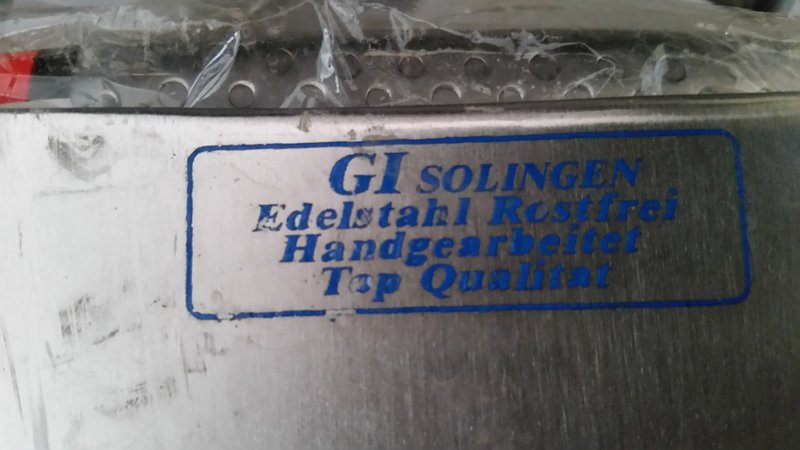 GI SOLINGEN
Edelstahl Rostfrei
Handgearbeitet
Top Qualitat